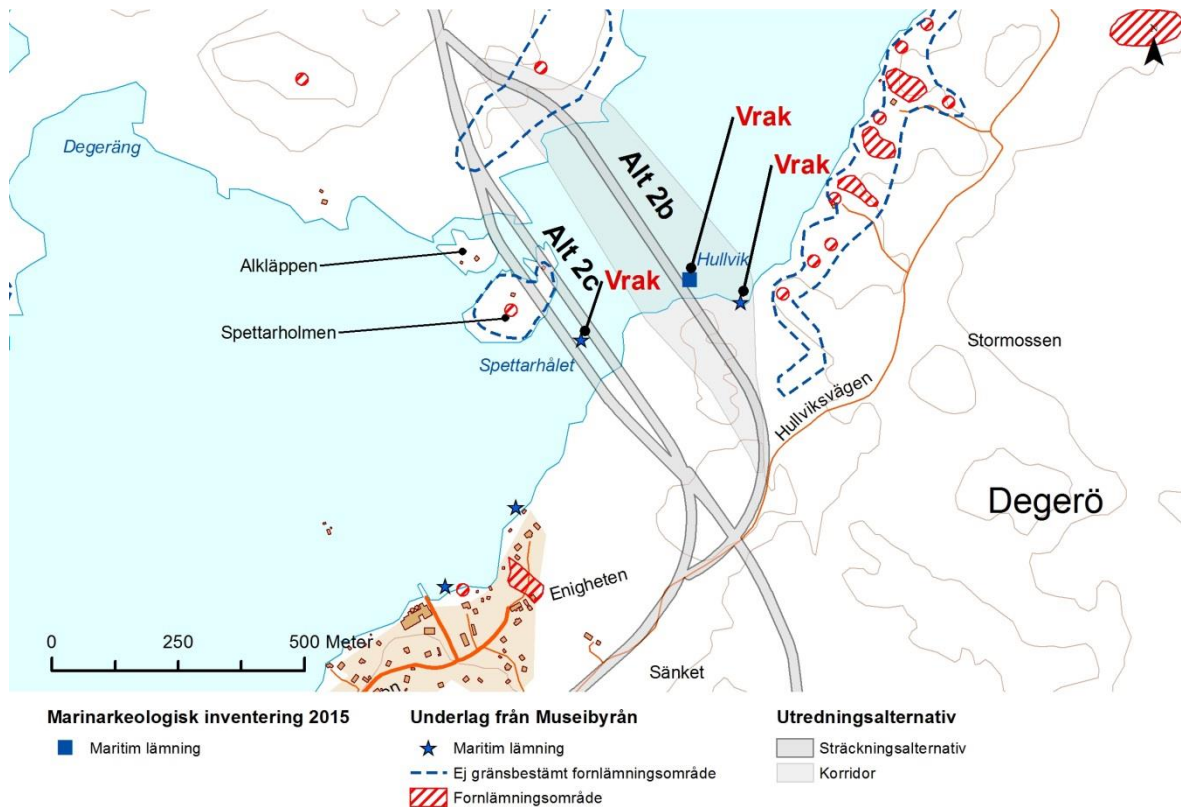 Degeräng
Vrak
Vrak
Alt 2b
Hullvik
Alkläppen
Alt 2c
Vrak
Spettarholmen
Stormossen
Spettarhålet
Hullviksvägen
Degerö
Enigheten
0 250 500 Meter
Sänket
Marinarkeologisk inventering 2015
Maritim lämning
Underlag från Museibyrån
Maritim lämning
Ej gränsbestämt fornlämningsområde
Fornlämningsområde
Utredningsalternativ
Sträckningsalternativ
Korridor